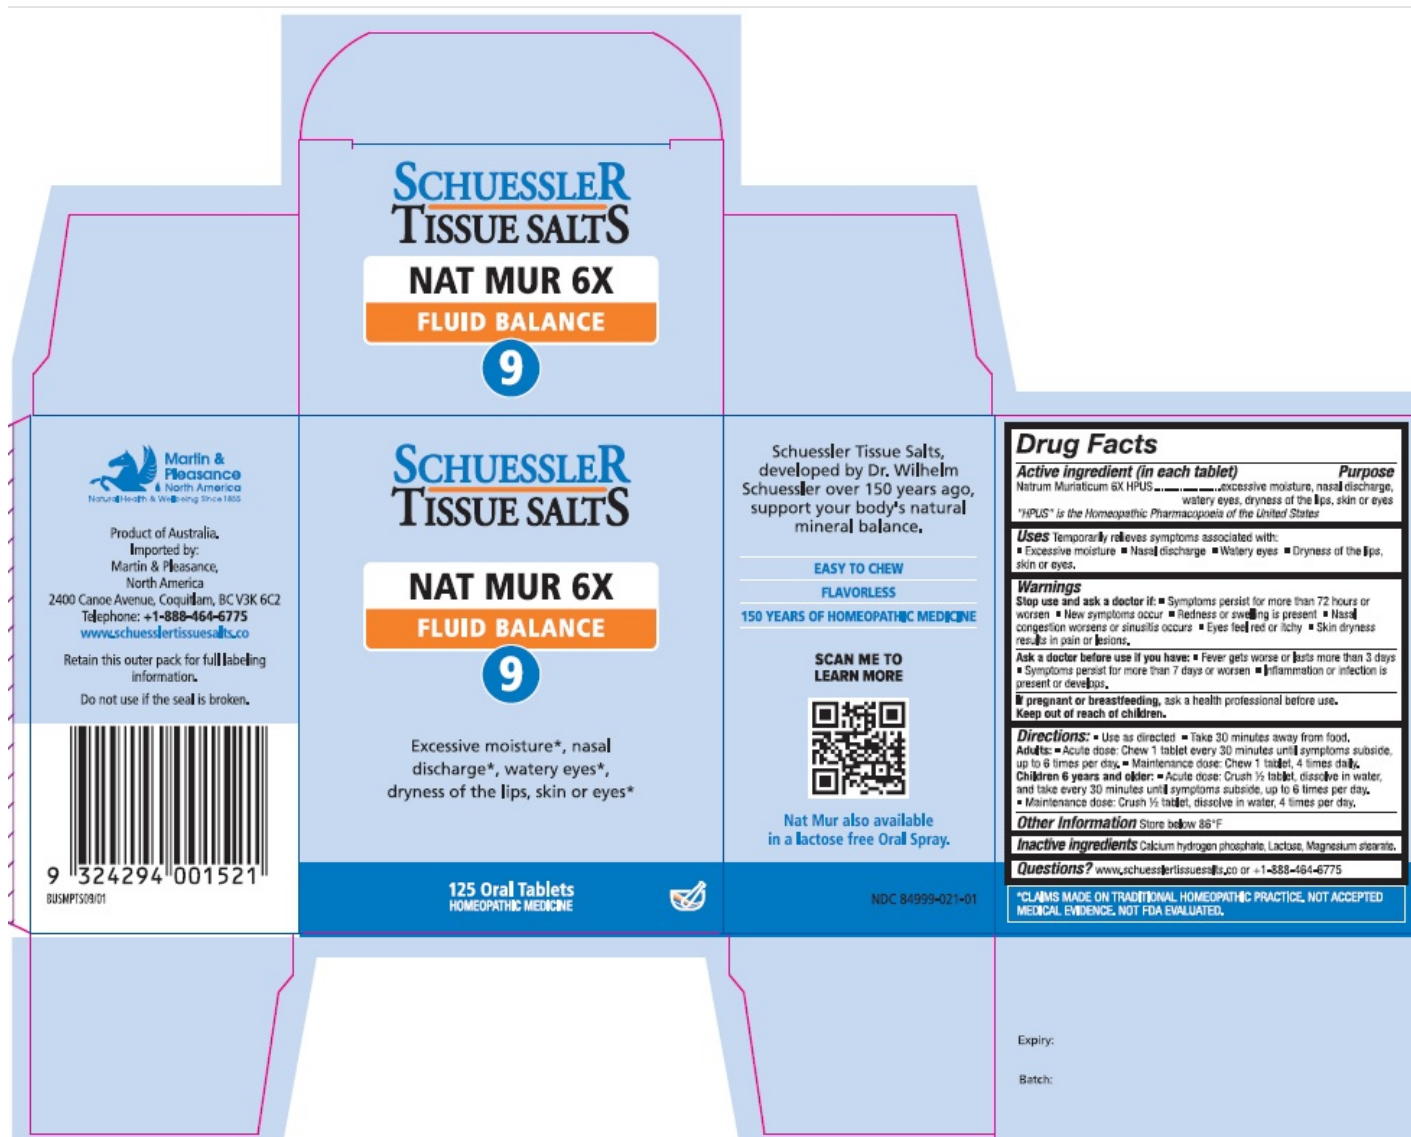 SCHUESSLER
TISSUE SALTS
NAT MUR 6X
FLUID BALANCE
9
Martin &
Pleasance
North America
Natural Health & Wellbeing Since 1855
Product of Australia.
Imported by:
Martin & Pleasance,
North America
2400 Canoe Avenue, Coquitlam, BC V3K 6C2
Telephone: +1-888-464-6775
www.schuesslertissuesalts.co
Retain this outer pack for full labeling
information.
Do not use if the seal is broken.
9 324294 001521
BUSMPTS09/01
SCHUESSLER
TISSUE SALTS
NAT MUR 6X
FLUID BALANCE
9
Excessive moisture*, nasal
discharge*, watery eyes*,
dryness of the lips, skin or eyes*
125 Oral Tablets
HOMEOPATHIC MEDICINE
Schuessler Tissue Salts,
developed by Dr. Wilhelm
Schuessler over 150 years ago,
support your body's natural
mineral balance.
EASY TO CHEW
FLAVORLESS
150 YEARS OF HOMEOPATHIC MEDICINE
SCAN ME TO
LEARN MORE
Nat Mur also available
in a lactose free Oral Spray.
NDC 84999-021-01
Drug Facts
Active ingredient (in each tablet) Purpose
Natrum Muriaticum 6X HPUS ..................excessive moisture, nasal discharge,
watery eyes, dryness of the lips, skin or eyes
"HPUS" is the Homeopathic Pharmacopoeia of the United States
Uses Temporarily relieves symptoms associated with:
▪ Excessive moisture ▪ Nasal discharge ▪ Watery eyes ▪ Dryness of the lips,
skin or eyes.
Warnings
Stop use and ask a doctor if: ▪ Symptoms persist for more than 72 hours or
worsen ▪ New symptoms occur ▪ Redness or swelling is present ▪ Nasal
congestion worsens or sinusitis occurs ▪ Eyes feel red or itchy ▪ Skin dryness
results in pain or lesions.
Ask a doctor before use if you have: ▪ Fever gets worse or lasts more than 3 days
▪ Symptoms persist for more than 7 days or worsen ▪ Inflammation or infection is
present or develops.
If pregnant or breastfeeding, ask a health professional before use.
Keep out of reach of children.
Directions: ▪ Use as directed ▪ Take 30 minutes away from food.
Adults: ▪ Acute dose: Chew 1 tablet every 30 minutes until symptoms subside,
up to 6 times per day. ▪ Maintenance dose: Chew 1 tablet, 4 times daily.
Children 6 years and older: ▪ Acute dose: Crush ½ tablet, dissolve in water,
and take every 30 minutes until symptoms subside, up to 6 times per day.
▪ Maintenance dose: Crush ½ tablet, dissolve in water, 4 times per day.
Other Information Store below 86°F
Inactive ingredients Calcium hydrogen phosphate, Lactose, Magnesium stearate.
Questions? www.schuesslertissuesalts.co or +1-888-464-6775
*CLAIMS MADE ON TRADITIONAL HOMEOPATHIC PRACTICE. NOT ACCEPTED
MEDICAL EVIDENCE. NOT FDA EVALUATED.
Expiry:
Batch: